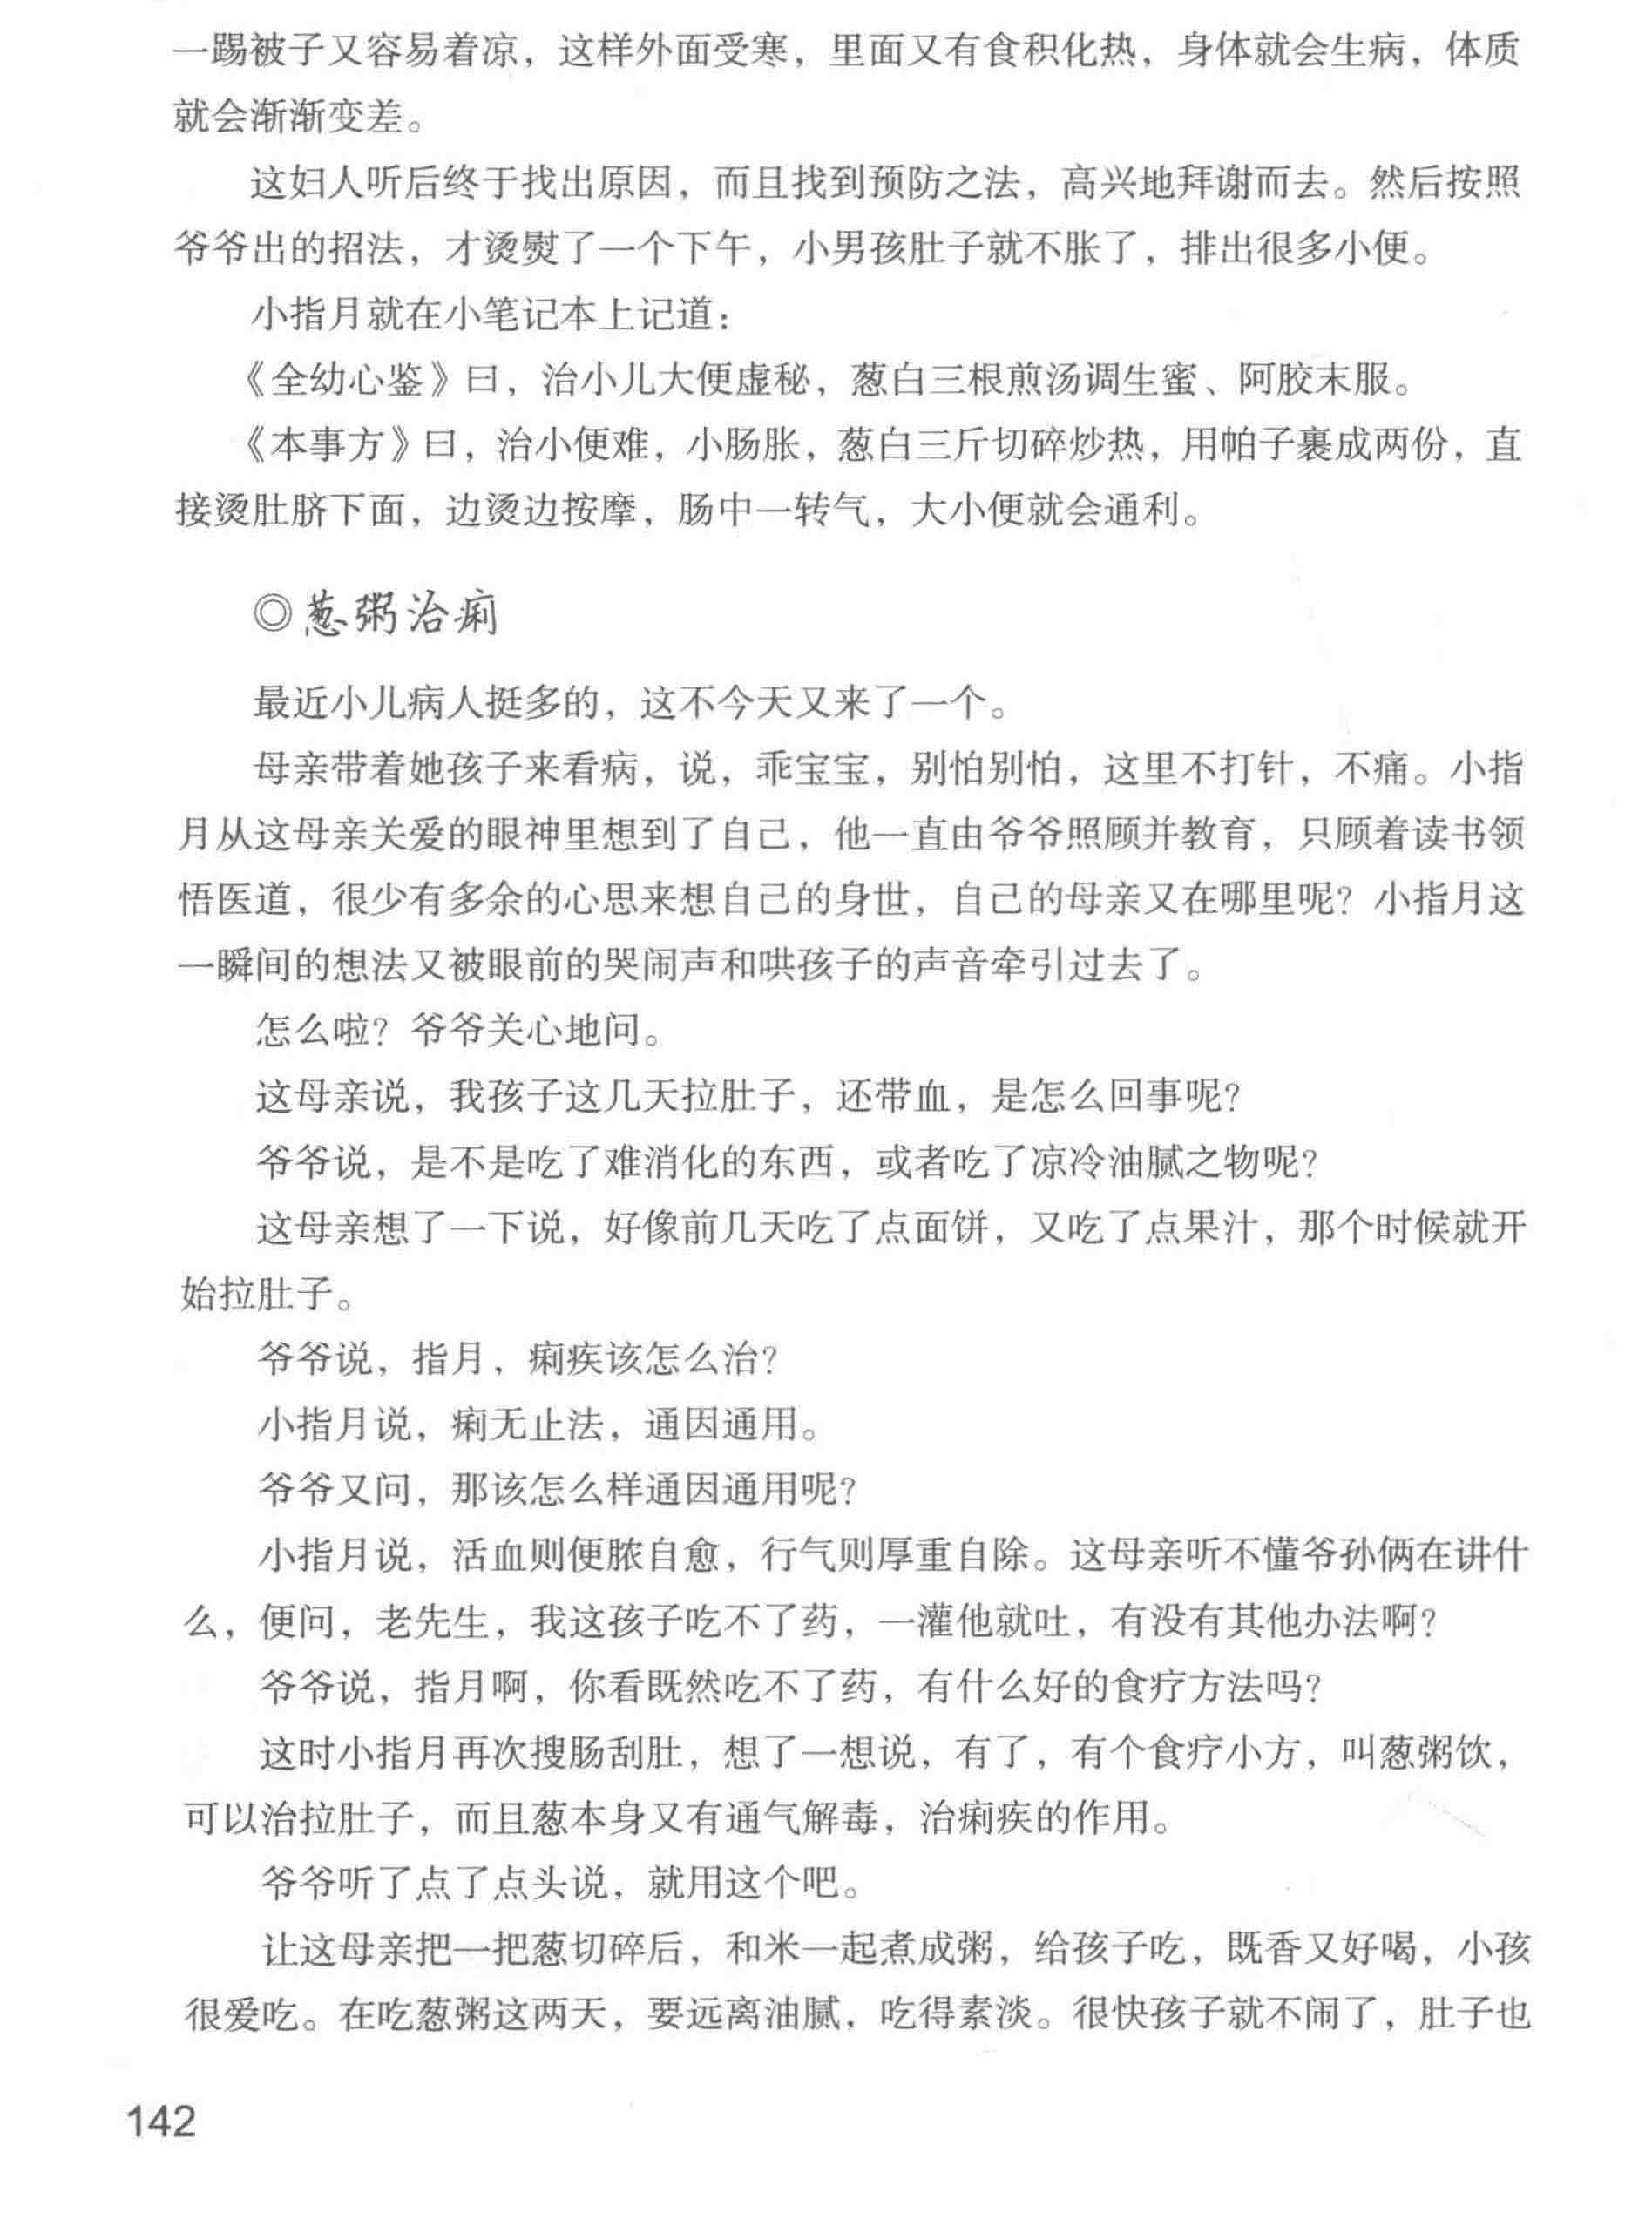 一踢被子又容易着凉，这样外面受寒，里面又有食积化热，身体就会生病，体质
就会渐渐变差。
这妇人听后终于找出原因，而且找到预防之法，高兴地拜谢而去。然后按照
爷爷出的招法，才烫熨了一个下午，小男孩肚子就不胀了，排出很多小便。
小指月就在小笔记本上记道：
《全幼心鉴》曰，治小儿大便虚秘，葱白三根煎汤调生蜜、阿胶末服。
《本事方》曰，治小便难，小肠胀，葱白三斤切碎炒热，用帕子裹成两份，直
接烫肚脐下面，边烫边按摩，肠中一转气，大小便就会通利。
◎葱粥治痢
最近小儿病人挺多的，这不今天又来了一个。
母亲带着她孩子来看病，说，乖宝宝，别怕别怕，这里不打针，不痛。小指
月从这母亲关爱的眼神里想到了自己，他一直由爷爷照顾并教育，只顾着读书领
悟医道，很少有多余的心思来想自己的身世，自己的母亲又在哪里呢？小指月这
一瞬间的想法又被眼前的哭闹声和哄孩子的声音牵引过去了。
怎么啦？爷爷关心地问。
这母亲说，我孩子这几天拉肚子，还带血，是怎么回事呢？
爷爷说，是不是吃了难消化的东西，或者吃了凉冷油腻之物呢？
这母亲想了一下说，好像前几天吃了点面饼，又吃了点果汁，那个时候就开
始拉肚子。
爷爷说，指月，痢疾该怎么治？
小指月说，痢无止法，通因通用。
爷爷又问，那该怎么样通因通用呢？
小指月说，活血则便脓自愈，行气则厚重自除。这母亲听不懂爷孙俩在讲什
么，便问，老先生，我这孩子吃不了药，一灌他就吐，有没有其他办法啊？
爷爷说，指月啊，你看既然吃不了药，有什么好的食疗方法吗？
这时小指月再次搜肠刮肚，想了一想说，有了，有个食疗小方，叫葱粥饮，
可以治拉肚子，而且葱本身又有通气解毒，治痢疾的作用。
爷爷听了点了点头说，就用这个吧。
让这母亲把一把葱切碎后，和米一起煮成粥，给孩子吃，既香又好喝，小孩
很爱吃。在吃葱粥这两天，要远离油腻，吃得素淡。很快孩子就不闹了，肚子也
142